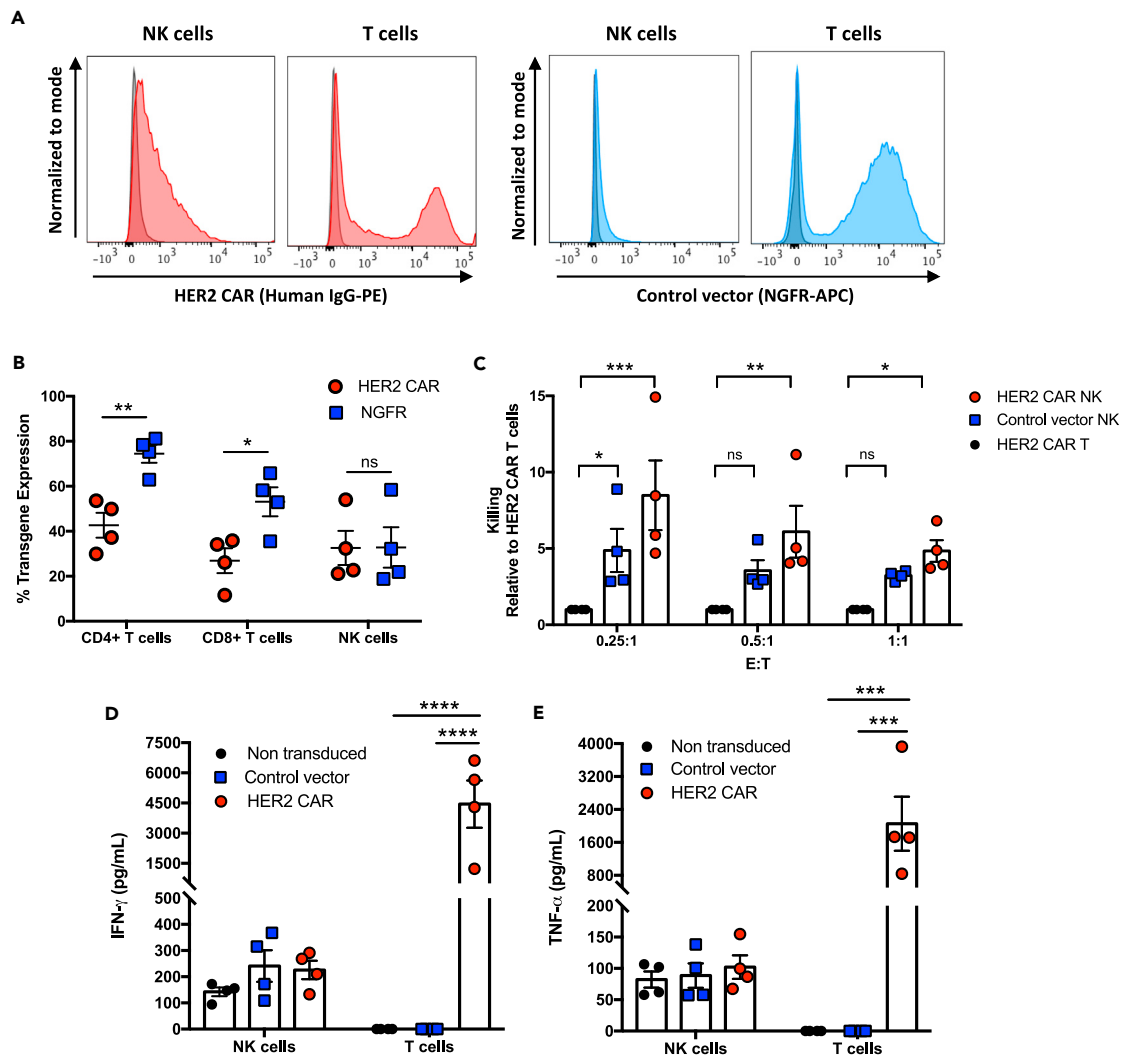 A
NK cells
T cells
NK cells
T cells
Normalized to mode
Normalized to mode
-10³ 0 10³ 10⁴ 10⁵
-10³ 0 10³ 10⁴ 10⁵
-10³ 0 10³ 10⁴ 10⁵
-10³ 0 10³ 10⁴ 10⁵
HER2 CAR (Human IgG-PE)
Control vector (NGFR-APC)
B
HER2 CAR
NGFR
% Transgene Expression
100
80
60
40
20
0
**
*
ns
CD4+ T cells
CD8+ T cells
NK cells
C
HER2 CAR NK
Control vector NK
HER2 CAR T
Killing
Relative to HER2 CAR T cells
15
10
5
0
***
**
*
*
ns
ns
0.25:1
0.5:1
1:1
E:T
D
Non transduced
Control vector
HER2 CAR
IFN-γ (pg/mL)
7500
6000
4500
3000
1500
500
400
300
200
100
0
****
****
NK cells
T cells
E
Non transduced
Control vector
HER2 CAR
TNF-α (pg/mL)
4000
3200
2400
1600
800
200
150
100
50
0
***
***
NK cells
T cells